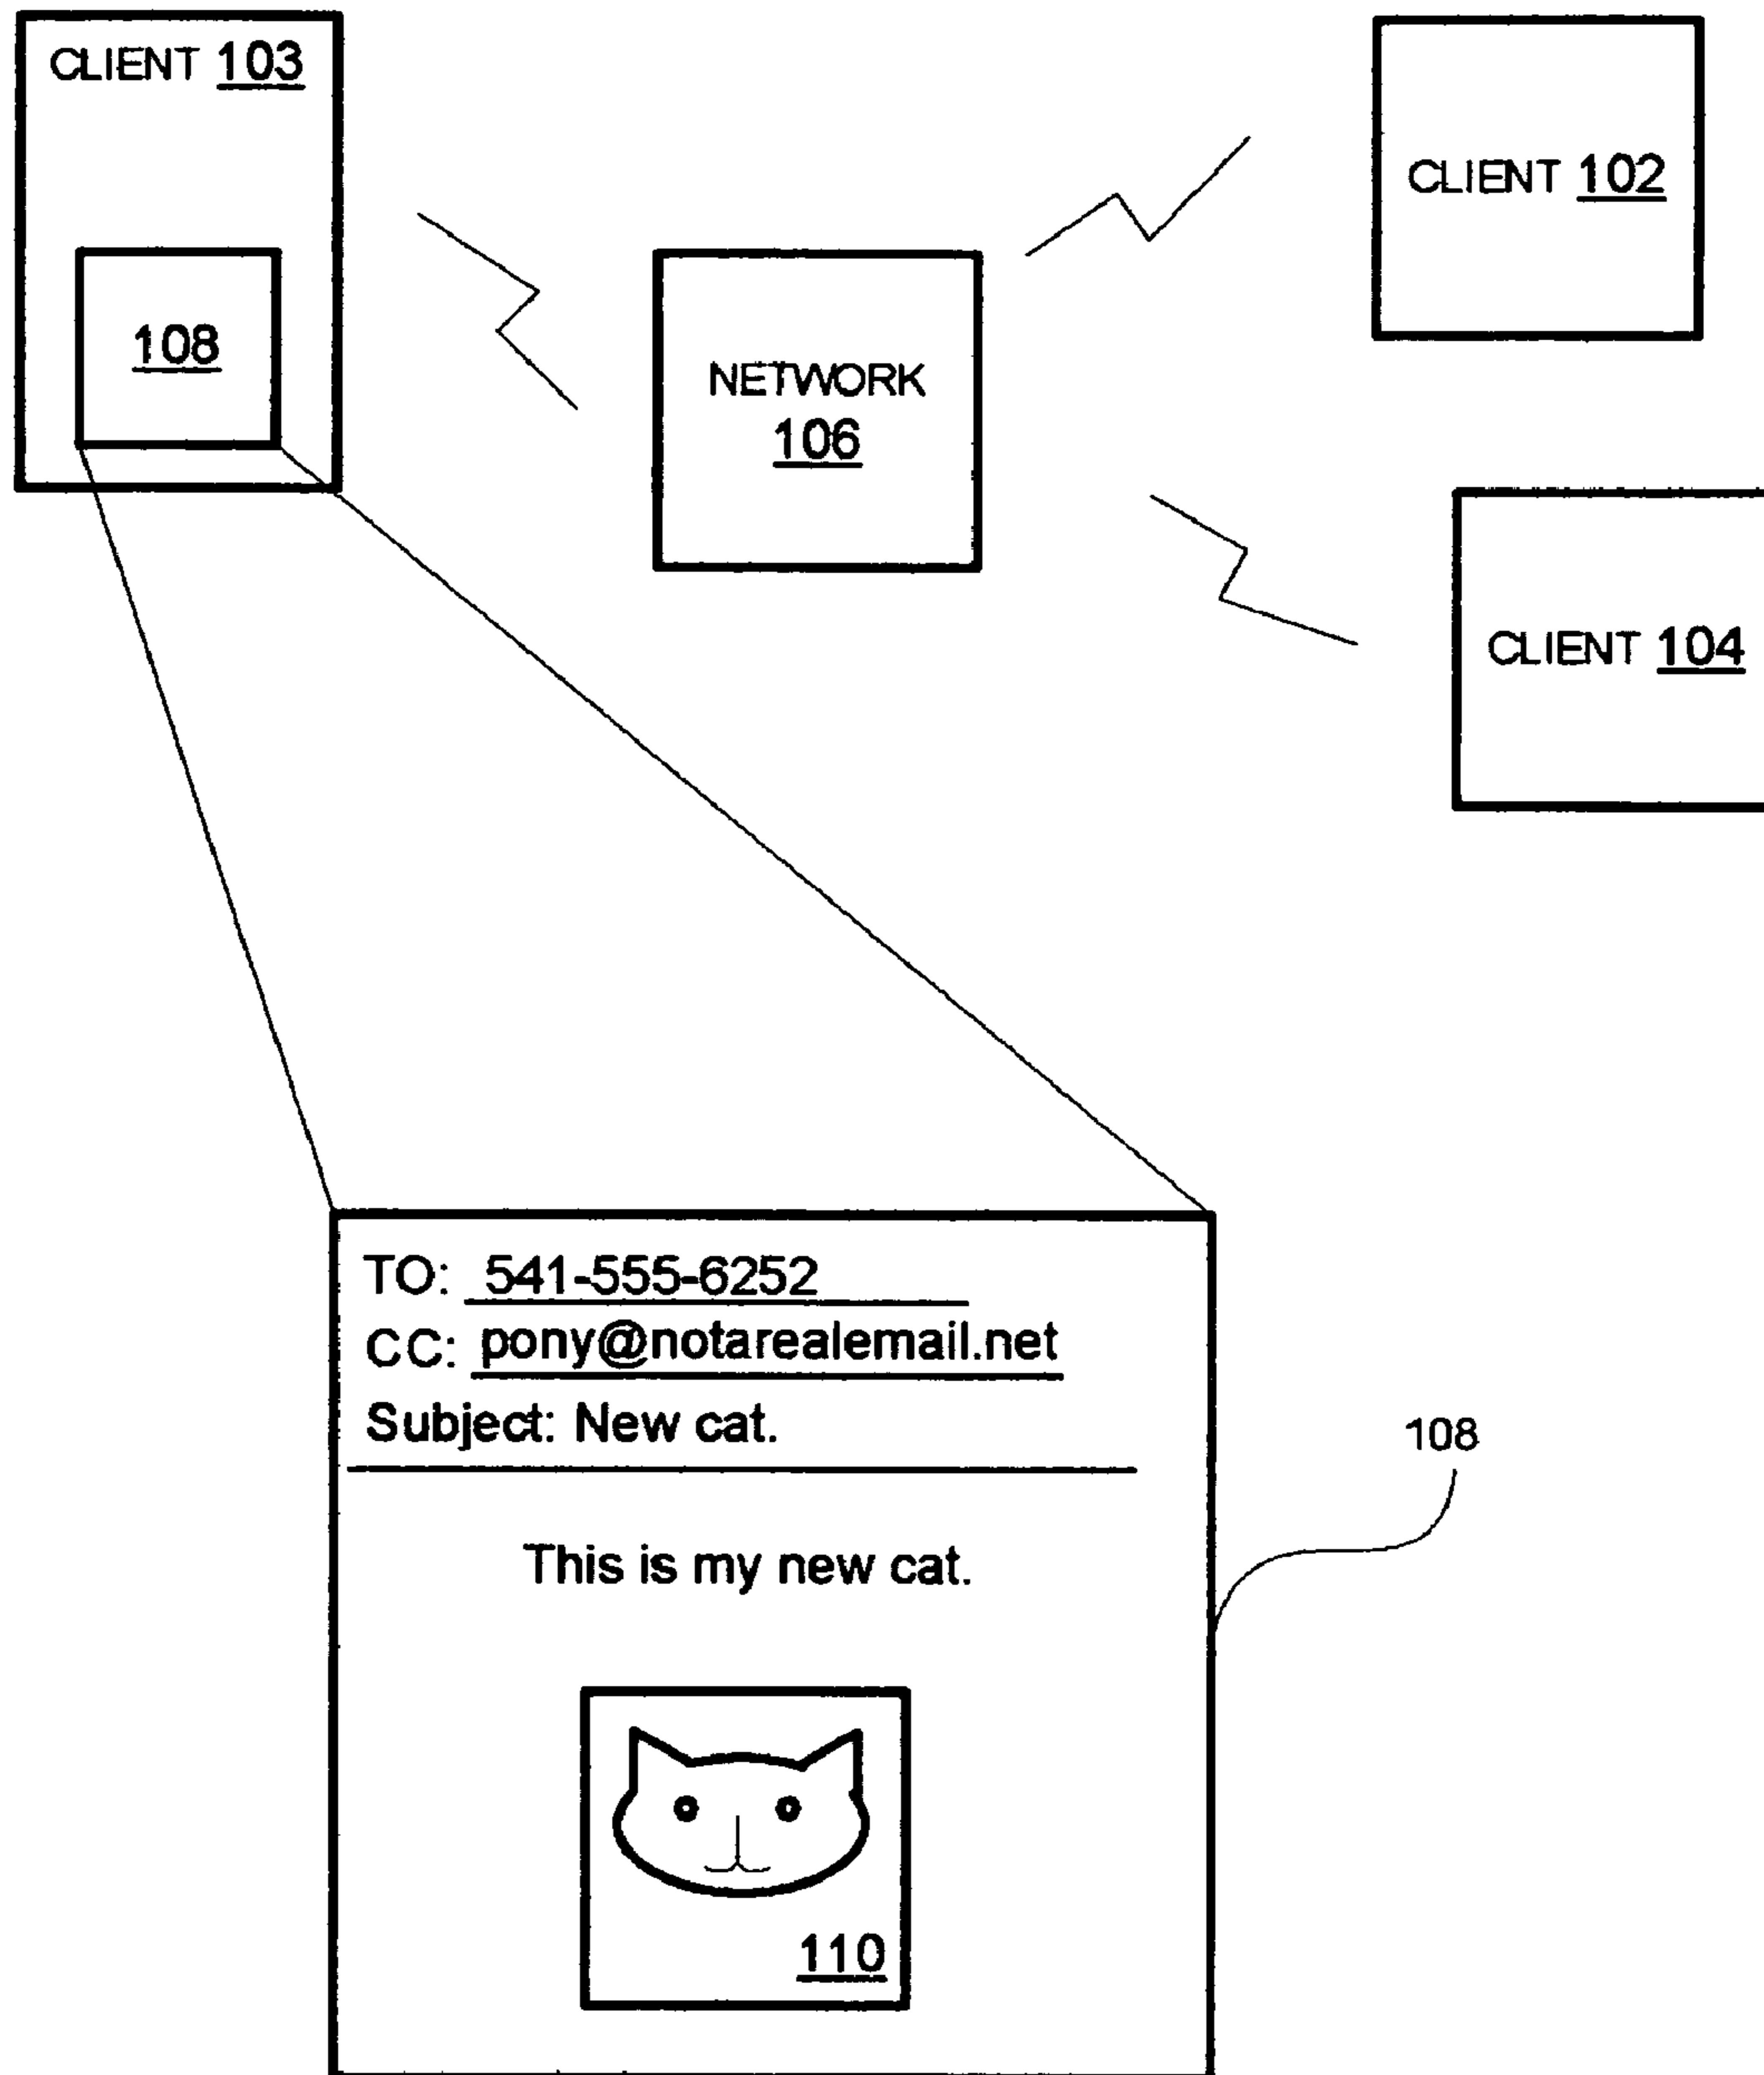 CLIENT 103
CLIENT 102
108
NETWORK
106
CLIENT 104
TO: 541-555-6252
CC: pony@notarealemail.net
Subject: New cat.
108
This is my new cat.
110